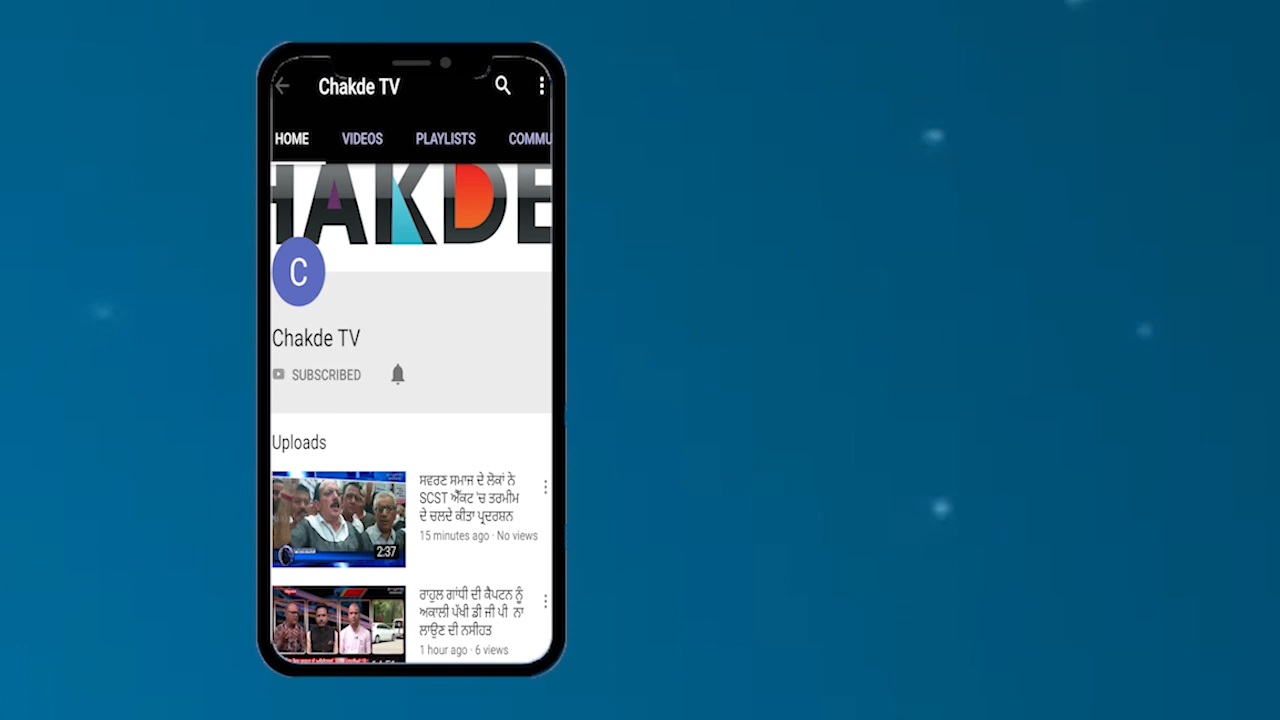 Chakde TV
HOME VIDEOS PLAYLISTS COMMU
HAKDE
C
Chakde TV
SUBSCRIBED
Uploads
ਸਵਰਣ ਸਮਾਜ ਦੇ ਲੋਕਾਂ ਨੇ
SCST ਐਕਟ 'ਚ ਤਰਮੀਮ
ਦੇ ਚਲਦੇ ਕੀਤਾ ਪ੍ਰਦਰਸ਼ਨ
15 minutes ago · No views
2:37
ਰਾਹੁਲ ਗਾਂਧੀ ਦੀ ਕੈਪਟਨ ਨੂੰ
ਅਕਾਲੀ ਪੱਖੀ ਡੀ ਜੀ ਪੀ ਨਾ
ਲਾਉਣ ਦੀ ਨਸੀਹਤ
1 hour ago · 6 views